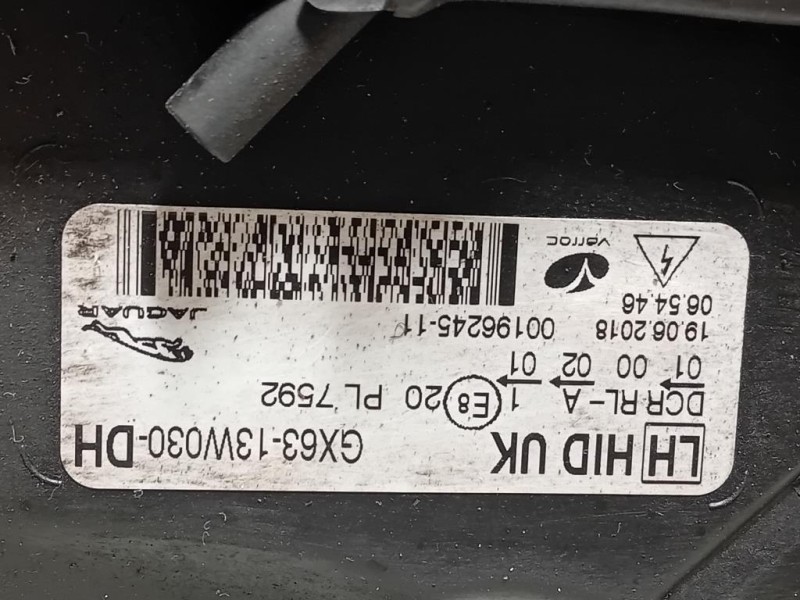 LH HID UK GX63-13W030-DH
DCR RL- A 1 E8 20 PL 7592
01 00 02 01
19.06.2018 00196245-11
06.54.46
varroc
JAGUAR